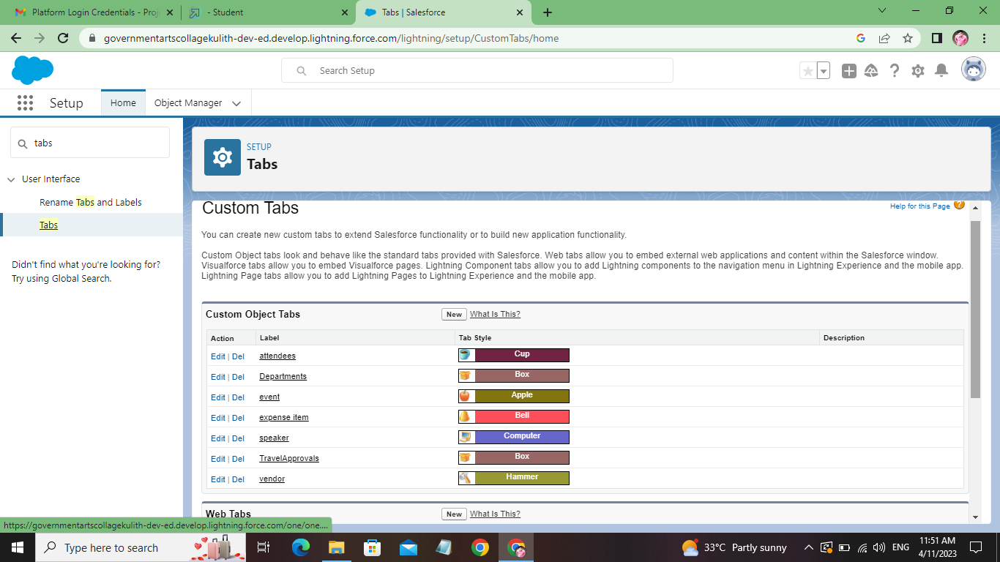 Platform Login Credentials - Proj
- Student
Tabs | Salesforce
governmentartscollagekulith-dev-ed.develop.lightning.force.com/lightning/setup/CustomTabs/home
Search Setup
Setup
Home
Object Manager
tabs
User Interface
Rename Tabs and Labels
Tabs
Didn't find what you're looking for?
Try using Global Search.
SETUP
Tabs
Custom Tabs
Help for this Page
You can create new custom tabs to extend Salesforce functionality or to build new application functionality.
Custom Object tabs look and behave like the standard tabs provided with Salesforce. Web tabs allow you to embed external web applications and content within the Salesforce window.
Visualforce tabs allow you to embed Visualforce pages. Lightning Component tabs allow you to add Lightning components to the navigation menu in Lightning Experience and the mobile app.
Lightning Page tabs allow you to add Lightning Pages to Lightning Experience and the mobile app.
Custom Object Tabs New What Is This?
Action Label Tab Style Description
Edit | Del attendees Cup
Edit | Del Departments Box
Edit | Del event Apple
Edit | Del expense item Bell
Edit | Del speaker Computer
Edit | Del TravelApprovals Box
Edit | Del vendor Hammer
Web Tabs New What Is This?
https://governmentartscollagekulith-dev-ed.develop.lightning.force.com/one/one....
Type here to search
33°C Partly sunny
ENG
11:51 AM
4/11/2023